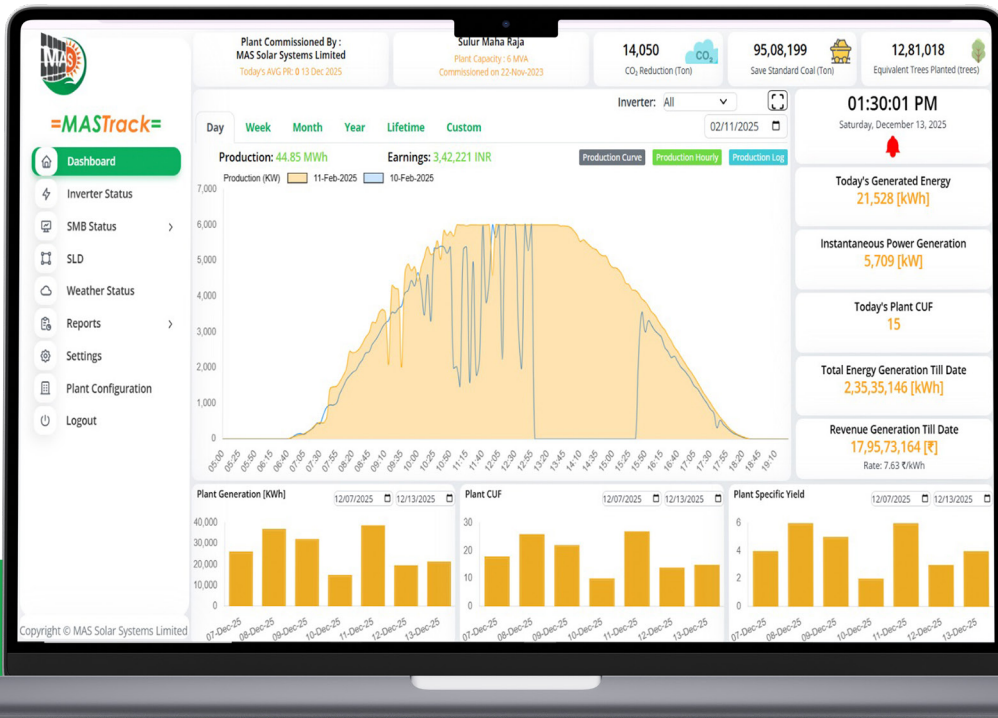 MAS
=MASTrack=
Dashboard
Inverter Status
SMB Status
SLD
Weather Status
Reports
Settings
Plant Configuration
Logout
Copyright © MAS Solar Systems Limited
Plant Commissioned By :
MAS Solar Systems Limited
Today's AVG PR: 0 13 Dec 2025
Sulur Maha Raja
Plant Capacity : 6 MVA
Commissioned on 22-Nov-2023
14,050
CO₂
CO₂ Reduction (Ton)
95,08,199
Save Standard Coal (Ton)
12,81,018
Equivalent Trees Planted (trees)
Inverter: All
Day Week Month Year Lifetime Custom
02/11/2025
Production: 44.85 MWh Earnings: 3,42,221 INR
Production Curve Production Hourly Production Log
Production (KW) 11-Feb-2025 10-Feb-2025
7,000
6,000
5,000
4,000
3,000
2,000
1,000
0
05:00 05:25 05:50 06:15 06:40 07:05 07:30 07:55 08:20 08:45 09:10 09:35 10:00 10:25 10:50 11:15 11:40 12:05 12:30 12:55 13:20 13:45 14:10 14:35 15:00 15:25 15:50 16:15 16:40 17:05 17:30 17:55 18:20 18:45 19:10
01:30:01 PM
Saturday, December 13, 2025
Today's Generated Energy
21,528 [kWh]
Instantaneous Power Generation
5,709 [kW]
Today's Plant CUF
15
Total Energy Generation Till Date
2,35,35,146 [kWh]
Revenue Generation Till Date
17,95,73,164 [₹]
Rate: 7.63 ₹/kWh
Plant Generation [KWh] 12/07/2025 12/13/2025
40,000
30,000
20,000
10,000
0
07-Dec-25 08-Dec-25 09-Dec-25 10-Dec-25 11-Dec-25 12-Dec-25 13-Dec-25
Plant CUF 12/07/2025 12/13/2025
30
20
10
0
07-Dec-25 08-Dec-25 09-Dec-25 10-Dec-25 11-Dec-25 12-Dec-25 13-Dec-25
Plant Specific Yield 12/07/2025 12/13/2025
6
4
2
0
07-Dec-25 08-Dec-25 09-Dec-25 10-Dec-25 11-Dec-25 12-Dec-25 13-Dec-25